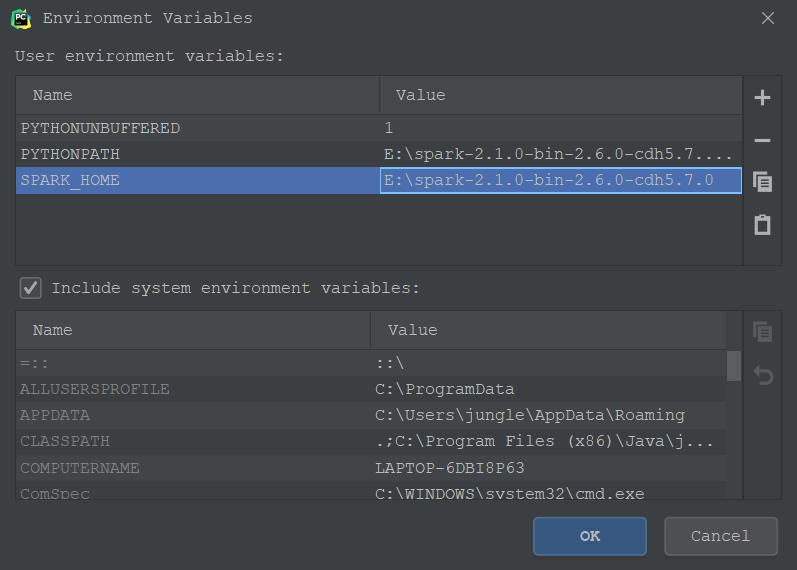 PC
Environment Variables
User environment variables:
Name Value
PYTHONUNBUFFERED 1
PYTHONPATH E:\spark-2.1.0-bin-2.6.0-cdh5.7....
SPARK_HOME E:\spark-2.1.0-bin-2.6.0-cdh5.7.0
Include system environment variables:
Name Value
=:: ::\
ALLUSERSPROFILE C:\ProgramData
APPDATA C:\Users\jungle\AppData\Roaming
CLASSPATH .;C:\Program Files (x86)\Java\j...
COMPUTERNAME LAPTOP-6DBI8P63
ComSpec C:\WINDOWS\system32\cmd.exe
OK Cancel